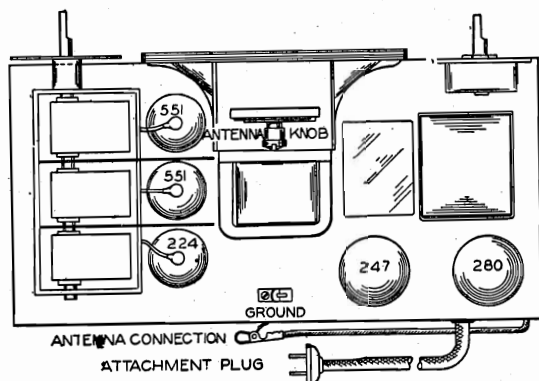 551
ANTENNA KNOB
551
224
247
280
GROUND
ANTENNA CONNECTION
ATTACHMENT PLUG